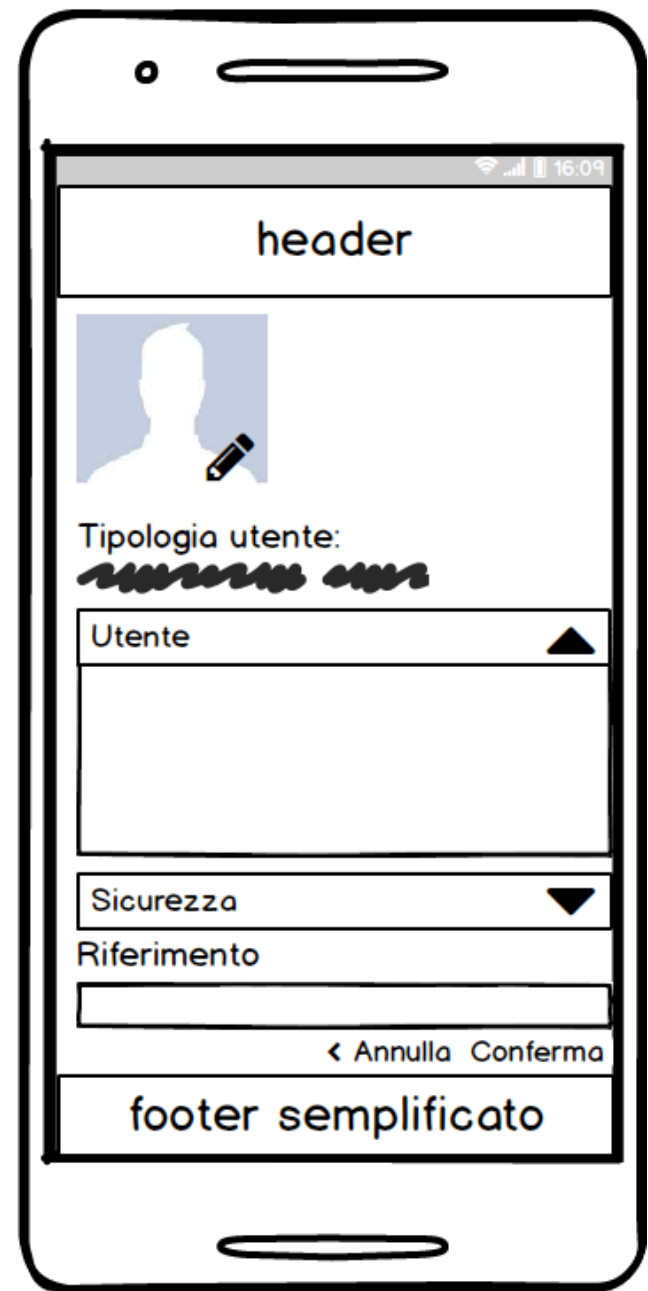 16:09
header
Tipologia utente:
Utente
Sicurezza
Riferimento
< Annulla Conferma
footer semplificato